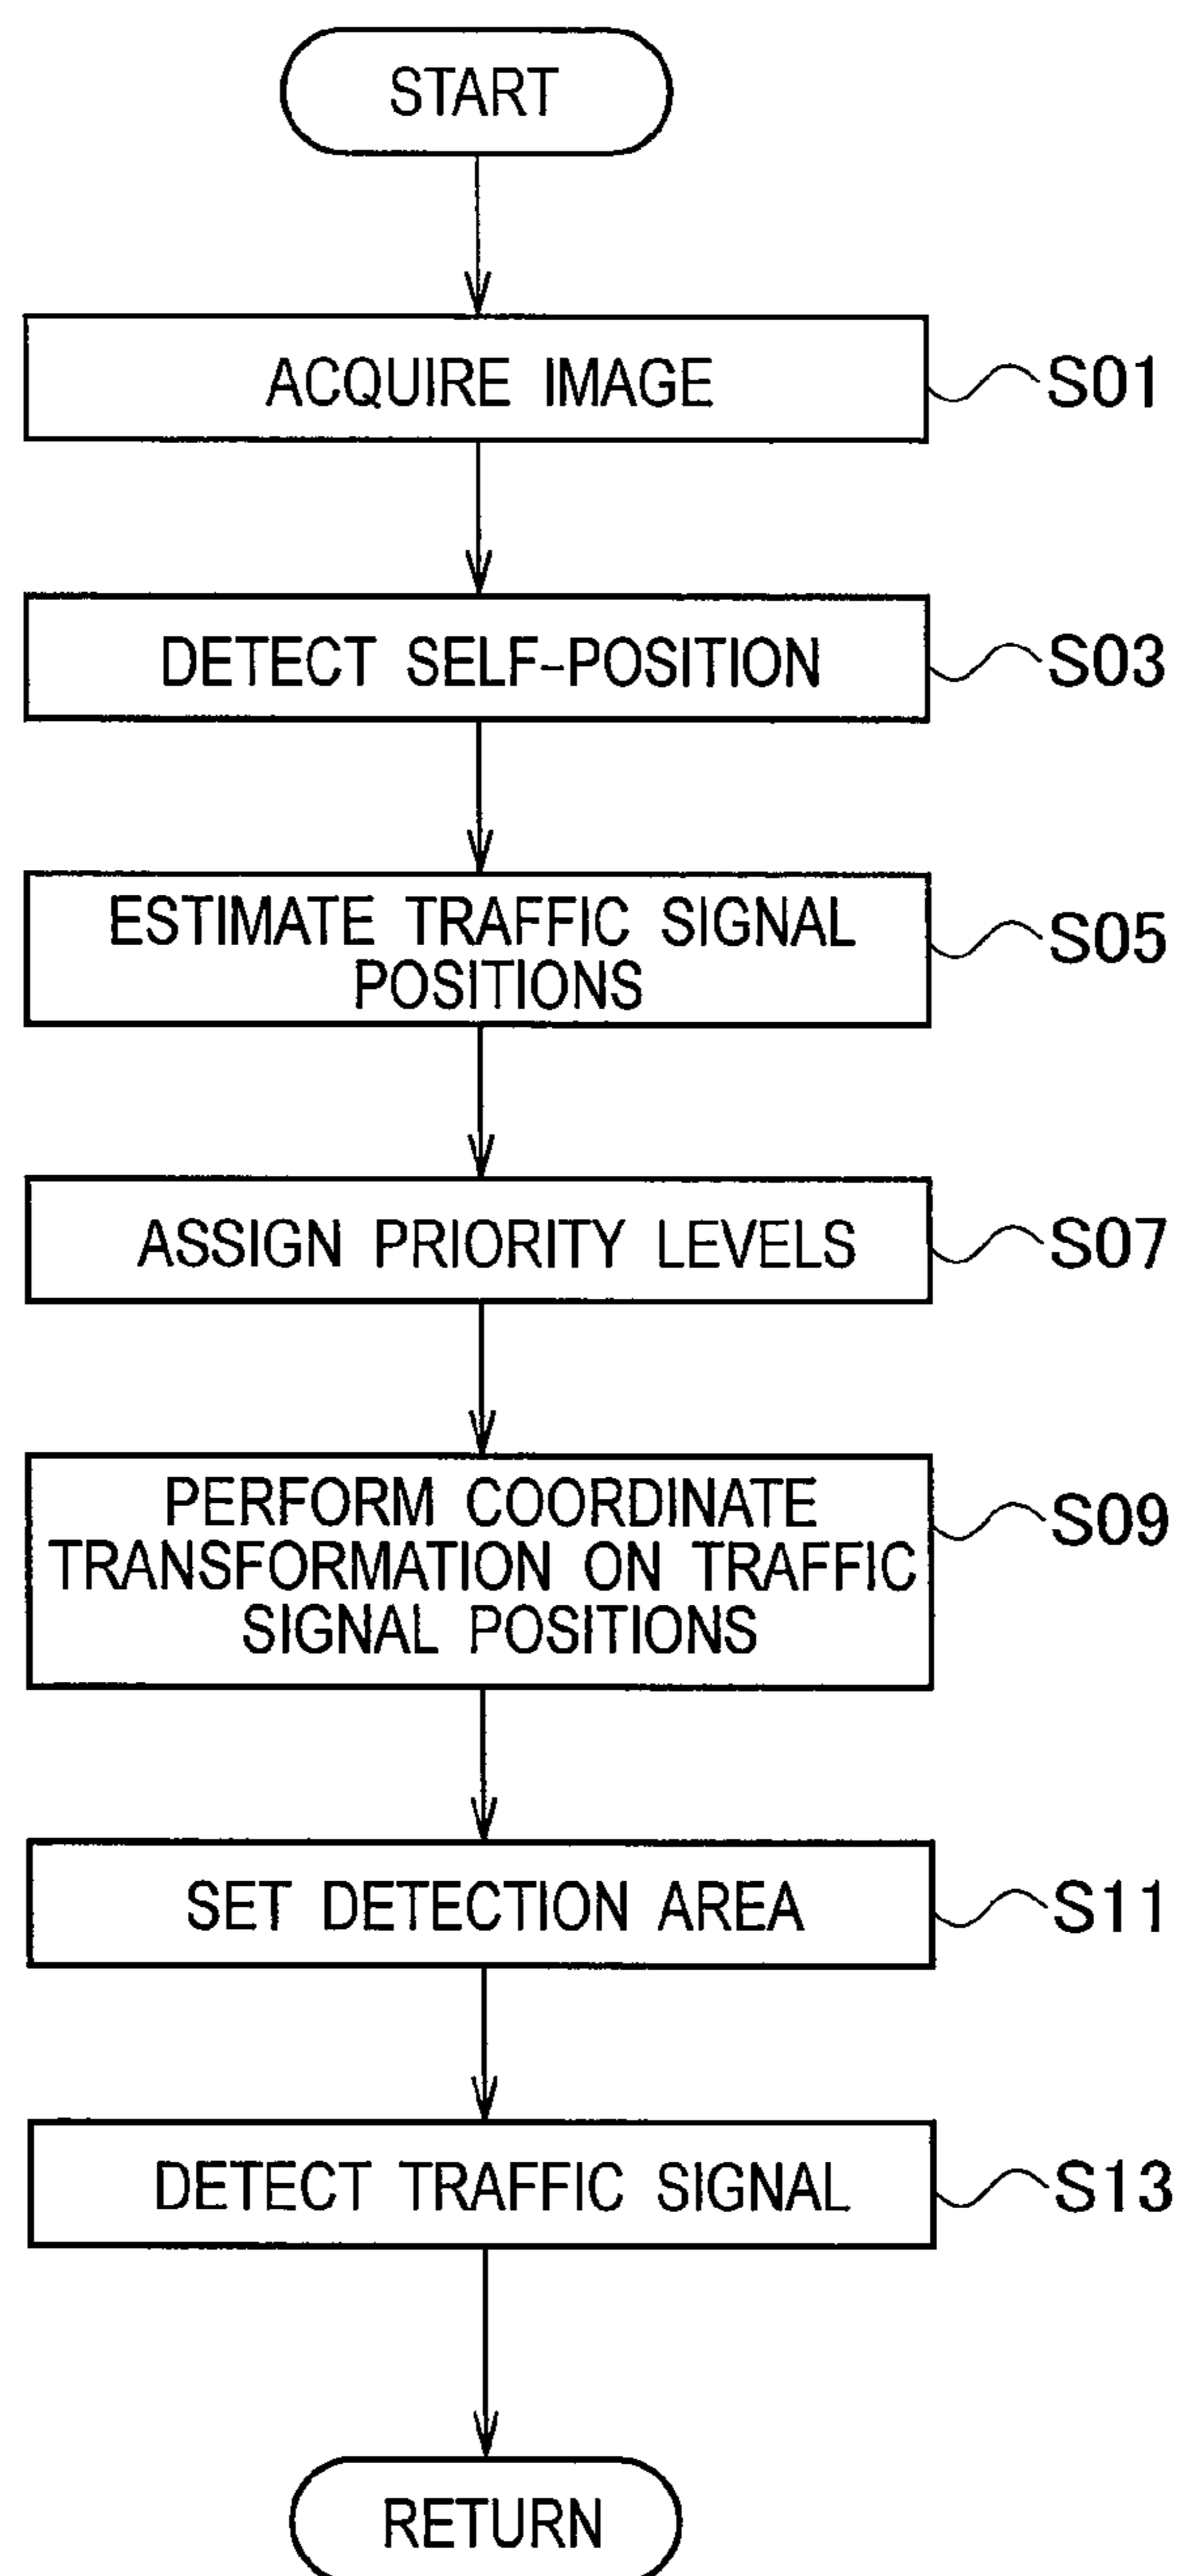 START
ACQUIRE IMAGE
S01
DETECT SELF-POSITION
S03
ESTIMATE TRAFFIC SIGNAL
POSITIONS
S05
ASSIGN PRIORITY LEVELS
S07
PERFORM COORDINATE
TRANSFORMATION ON TRAFFIC
SIGNAL POSITIONS
S09
SET DETECTION AREA
S11
DETECT TRAFFIC SIGNAL
S13
RETURN